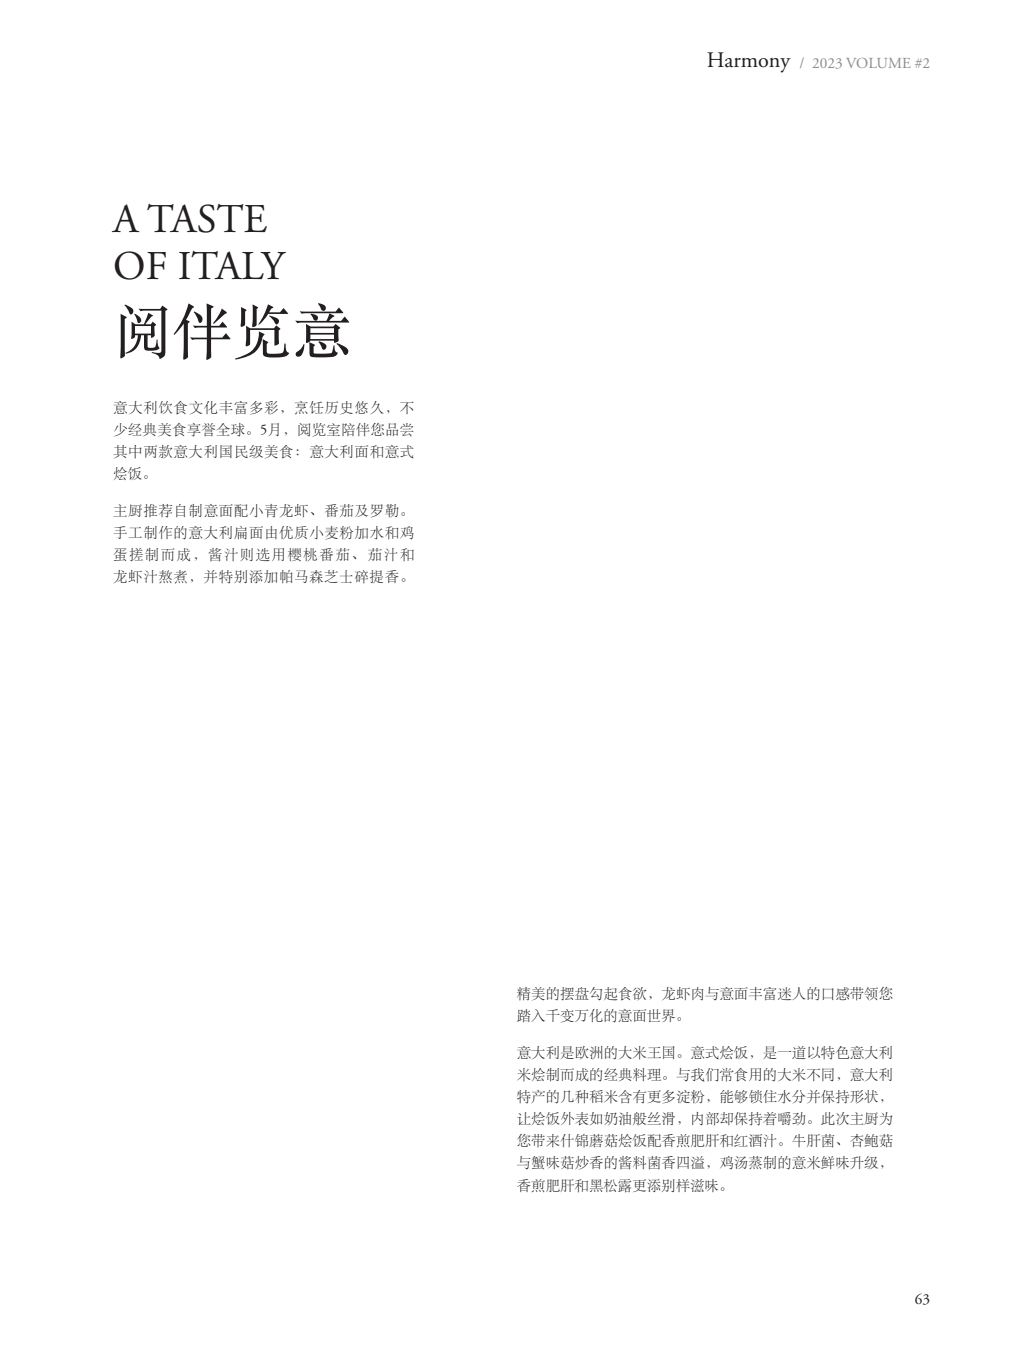 Harmony / 2023 VOLUME #2
A TASTE
OF ITALY
阅伴览意
意大利饮食文化丰富多彩，烹饪历史悠久，不
少经典美食享誉全球。5月，阅览室陪伴您品尝
其中两款意大利国民级美食：意大利面和意式
烩饭。
主厨推荐自制意面配小青龙虾、番茄及罗勒。
手工制作的意大利扁面由优质小麦粉加水和鸡
蛋搓制而成，酱汁则选用樱桃番茄、茄汁和
龙虾汁熬煮，并特别添加帕马森芝士碎提香。
精美的摆盘勾起食欲，龙虾肉与意面丰富迷人的口感带领您
踏入千变万化的意面世界。
意大利是欧洲的大米王国。意式烩饭，是一道以特色意大利
米烩制而成的经典料理。与我们常食用的大米不同，意大利
特产的几种稻米含有更多淀粉，能够锁住水分并保持形状，
让烩饭外表如奶油般丝滑，内部却保持着嚼劲。此次主厨为
您带来什锦蘑菇烩饭配香煎肥肝和红酒汁。牛肝菌、杏鲍菇
与蟹味菇炒香的酱料菌香四溢，鸡汤蒸制的意米鲜味升级，
香煎肥肝和黑松露更添别样滋味。
63